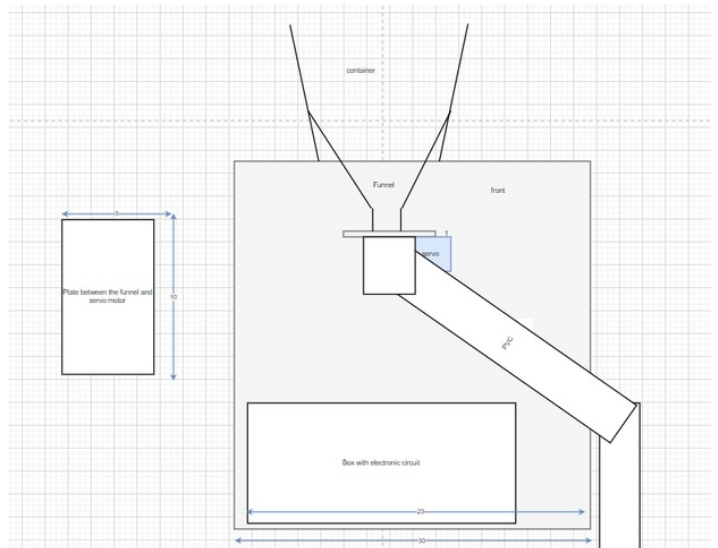 container
Funnel
front
5
1
servo
Plate between the funnel and
servo motor
10
PVC
Box with electronic circuit
25
30